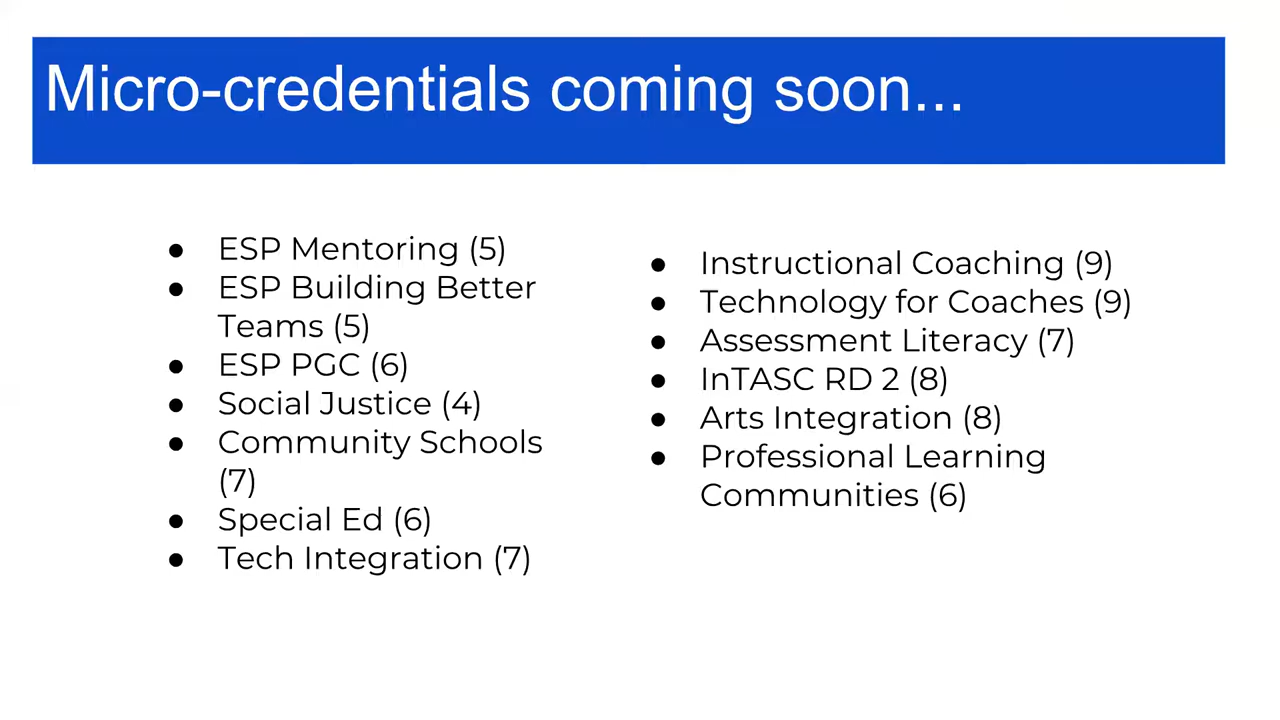 Micro-credentials coming soon...
● ESP Mentoring (5)
● ESP Building Better
Teams (5)
● ESP PGC (6)
● Social Justice (4)
● Community Schools
(7)
● Special Ed (6)
● Tech Integration (7)
● Instructional Coaching (9)
● Technology for Coaches (9)
● Assessment Literacy (7)
● InTASC RD 2 (8)
● Arts Integration (8)
● Professional Learning
Communities (6)